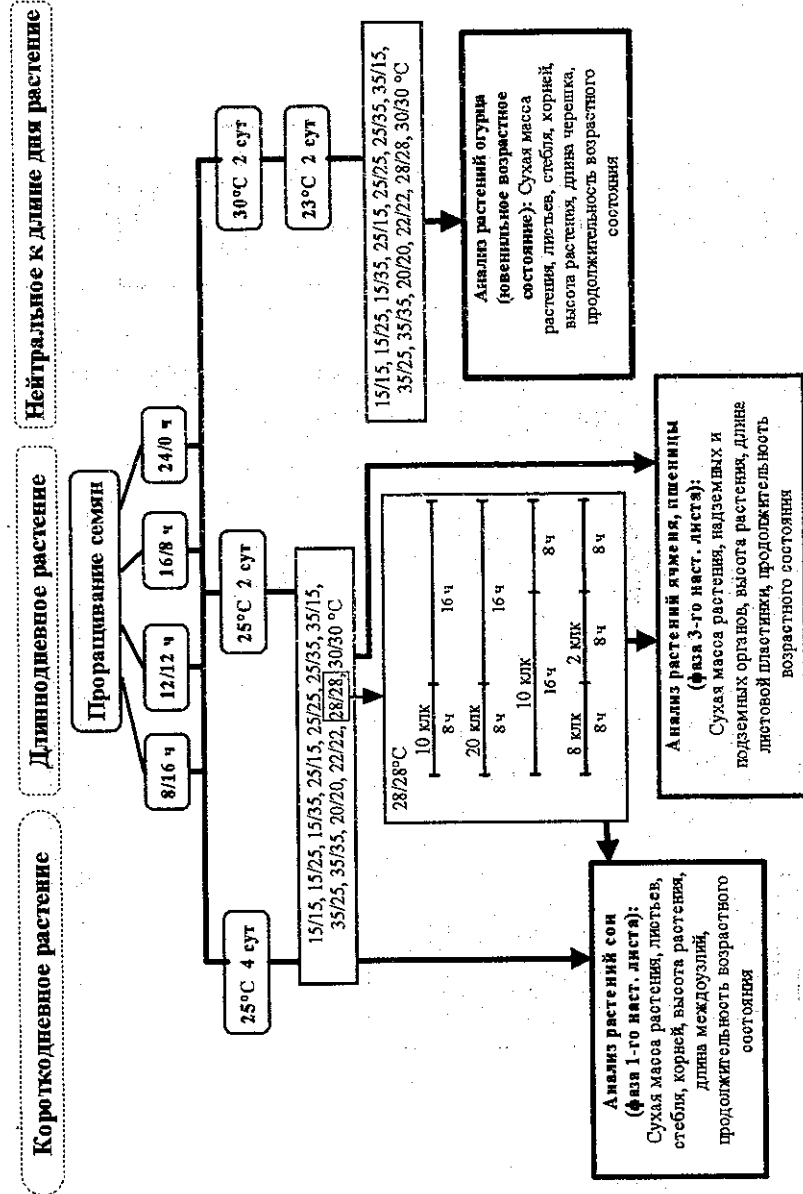 Короткодневное растение
Длиннодневное растение
Нейтральное к длине дня растение
Проращивание семян
8/16 ч
12/12 ч
16/8 ч
24/0 ч
25°C 4 сут
25°C 2 сут
30°C 2 сут
23°C 2 сут
15/15, 15/25, 15/35, 25/15, 25/25, 25/35, 35/15,
35/25, 35/35, 20/20, 22/22, 28/28, 30/30 °C
15/15, 15/25, 15/35, 25/15, 25/25, 25/35, 35/15,
35/25, 35/35, 20/20, 22/22, 28/28, 30/30 °C
28/28°C
10 клк
8 ч
16 ч
20 клк
8 ч
16 ч
10 клк
16 ч
8 ч
8 клк
2 клк
8 ч
8 ч
8 ч
Анализ растений сои
(фаза 1-го наст. листа):
Сухая масса растения, листьев,
стебля, корней, высота растения,
длина междоузлий,
продолжительность возрастного
состояния
Анализ растений ячменя, пшеницы
(фаза 3-го наст. листа):
Сухая масса растения, надземных и
подземных органов, высота растения, длина
листовой пластинки, продолжительность
возрастного состояния
Анализ растений огурца
(ювенильное возрастное
состояние): Сухая масса
растения, листьев, стебля, корней,
высота растения, длина черешка,
продолжительность возрастного
состояния